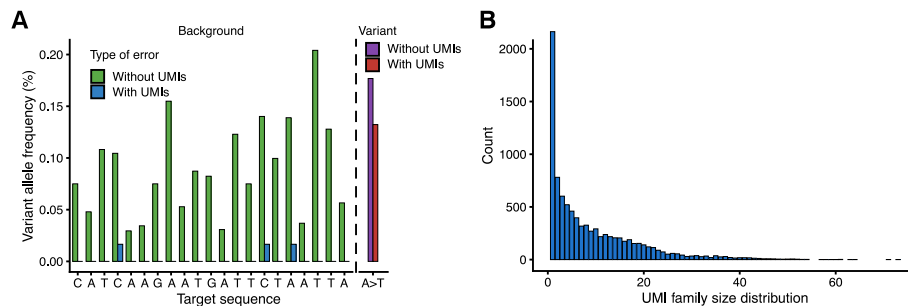 A
Background
Variant
Type of error
Without UMIs
With UMIs
Without UMIs
With UMIs
Variant allele frequency (%)
0.20
0.15
0.10
0.05
0.00
C A T C A A G A A T G A T T C T A A T T A A>T
Target sequence
B
Count
2000
1500
1000
500
0
0 20 40 60
UMI family size distribution